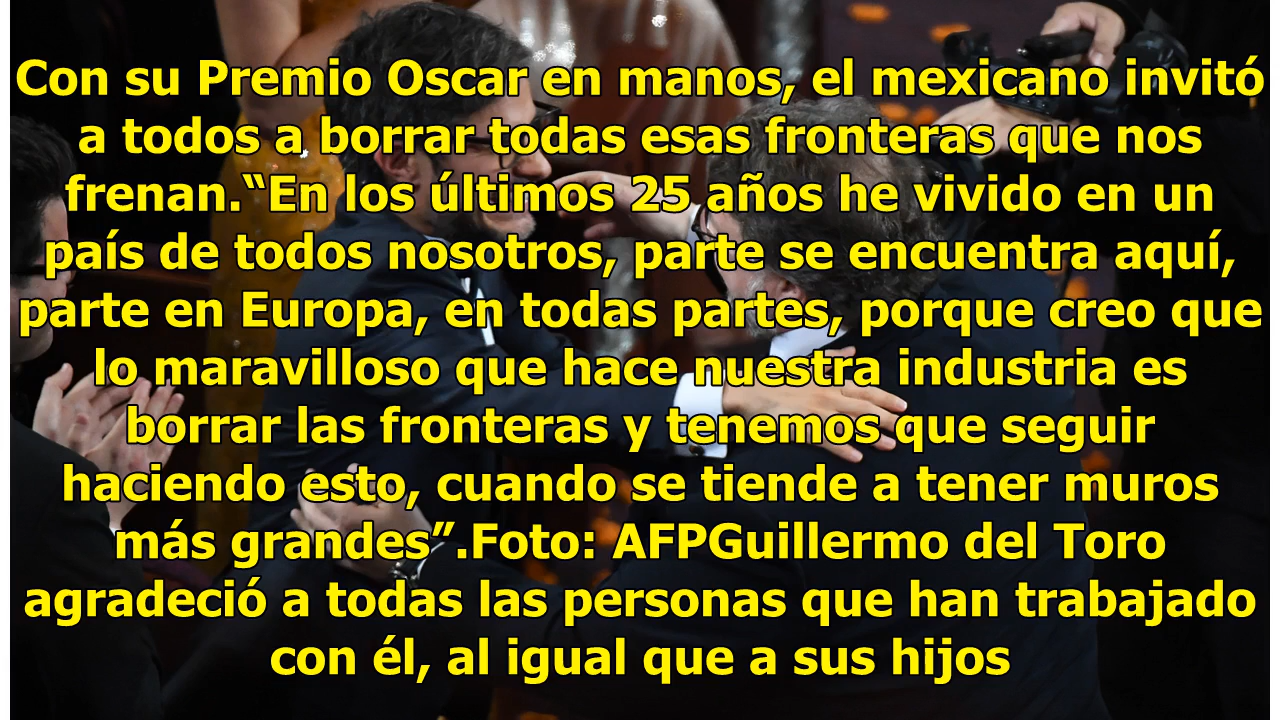 Con su Premio Oscar en manos, el mexicano invitó
a todos a borrar todas esas fronteras que nos
frenan.“En los últimos 25 años he vivido en un
país de todos nosotros, parte se encuentra aquí,
parte en Europa, en todas partes, porque creo que
lo maravilloso que hace nuestra industria es
borrar las fronteras y tenemos que seguir
haciendo esto, cuando se tiende a tener muros
más grandes”.Foto: AFPGuillermo del Toro
agradeció a todas las personas que han trabajado
con él, al igual que a sus hijos